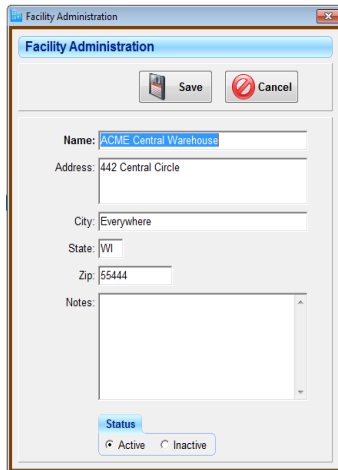 Facility Administration
Facility Administration
Save Cancel
Name: ACME Central Warehouse
Address: 442 Central Circle
City: Everywhere
State: WI
Zip: 55444
Notes:
Status
Active Inactive